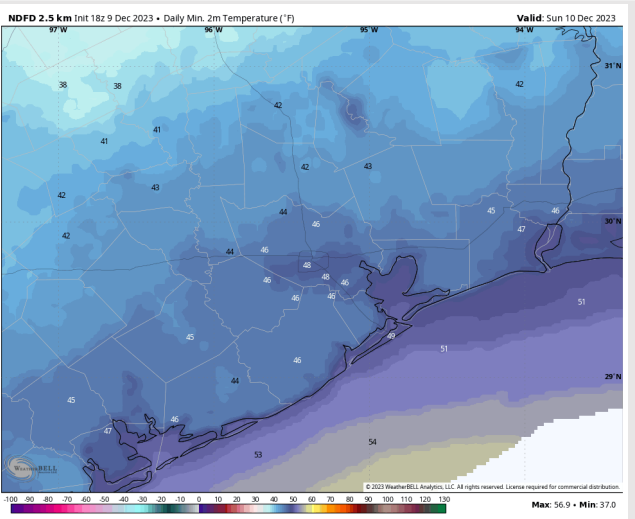 NDFD 2.5 km Init 18z 9 Dec 2023 • Daily Min. 2m Temperature (°F) Valid: Sun 10 Dec 2023
97°W 96°W 95°W 94°W
31°N
38 38 42
42
41
41
42 43
43
42
44 45 46
46
47 30°N
42
44 46
48
46 48 46
46 46 51
45 49
51
46
29°N
44
45
46
47
54
53
WEATHERBELL
© 2023 WeatherBELL Analytics, LLC. All rights reserved. License required for commercial distribution.
-100 -90 -80 -70 -60 -50 -40 -30 -20 -10 0 10 20 30 40 50 60 70 80 90 100 110 120 130 Max: 56.9 • Min: 37.0